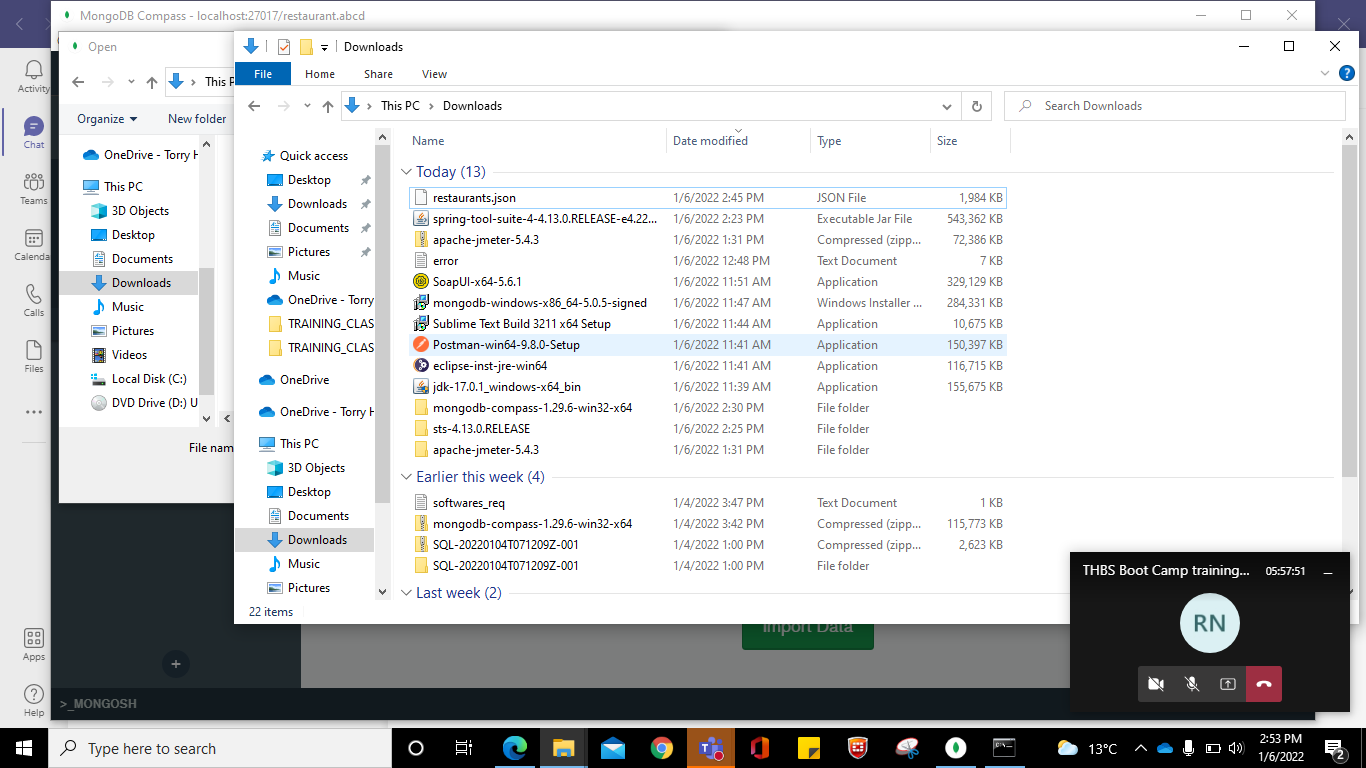 MongoDB Compass - localhost:27017/restaurant.abcd
Open
Downloads
File Home Share View
This PC
This PC Downloads
Search Downloads
Organize New folder
Activity
Chat
Teams
Calendar
Calls
Files
Apps
Help
OneDrive - Torry H
This PC
3D Objects
Desktop
Documents
Downloads
Music
Pictures
Videos
Local Disk (C:)
DVD Drive (D:) U
File nam
Quick access
Desktop
Downloads
Documents
Pictures
Music
OneDrive - Torry
TRAINING_CLAS
TRAINING_CLAS
OneDrive
OneDrive - Torry H
This PC
3D Objects
Desktop
Documents
Downloads
Music
Pictures
22 items
Name Date modified Type Size
Today (13)
restaurants.json 1/6/2022 2:45 PM JSON File 1,984 KB
spring-tool-suite-4-4.13.0.RELEASE-e4.22... 1/6/2022 2:23 PM Executable Jar File 543,362 KB
apache-jmeter-5.4.3 1/6/2022 1:31 PM Compressed (zipp... 72,386 KB
error 1/6/2022 12:48 PM Text Document 7 KB
SoapUI-x64-5.6.1 1/6/2022 11:51 AM Application 329,129 KB
mongodb-windows-x86_64-5.0.5-signed 1/6/2022 11:47 AM Windows Installer ... 284,331 KB
Sublime Text Build 3211 x64 Setup 1/6/2022 11:44 AM Application 10,675 KB
Postman-win64-9.8.0-Setup 1/6/2022 11:41 AM Application 150,397 KB
eclipse-inst-jre-win64 1/6/2022 11:41 AM Application 116,715 KB
jdk-17.0.1_windows-x64_bin 1/6/2022 11:39 AM Application 155,675 KB
mongodb-compass-1.29.6-win32-x64 1/6/2022 2:30 PM File folder
sts-4.13.0.RELEASE 1/6/2022 2:25 PM File folder
apache-jmeter-5.4.3 1/6/2022 1:31 PM File folder
Earlier this week (4)
softwares_req 1/4/2022 3:47 PM Text Document 1 KB
mongodb-compass-1.29.6-win32-x64 1/4/2022 3:42 PM Compressed (zipp... 115,773 KB
SQL-20220104T071209Z-001 1/4/2022 1:00 PM Compressed (zipp... 2,623 KB
SQL-20220104T071209Z-001 1/4/2022 1:00 PM File folder
Last week (2)
Import Data
THBS Boot Camp training... 05:57:51
RN
>_MONGOSH
Type here to search
13°C
2:53 PM
1/6/2022
2